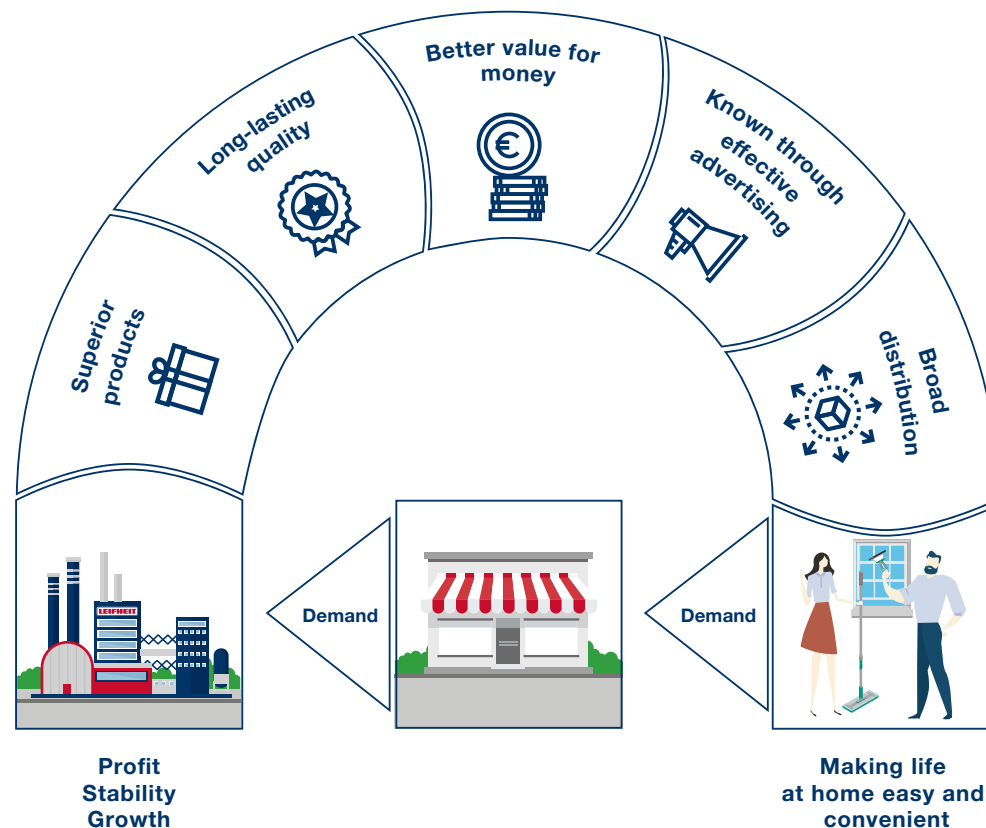 Better value for
money
Long-lasting
quality
Known through
effective
advertising
Superior
products
Broad
distribution
LEIFHEIT
Demand
Demand
Profit
Stability
Growth
Making life
at home easy and
convenient